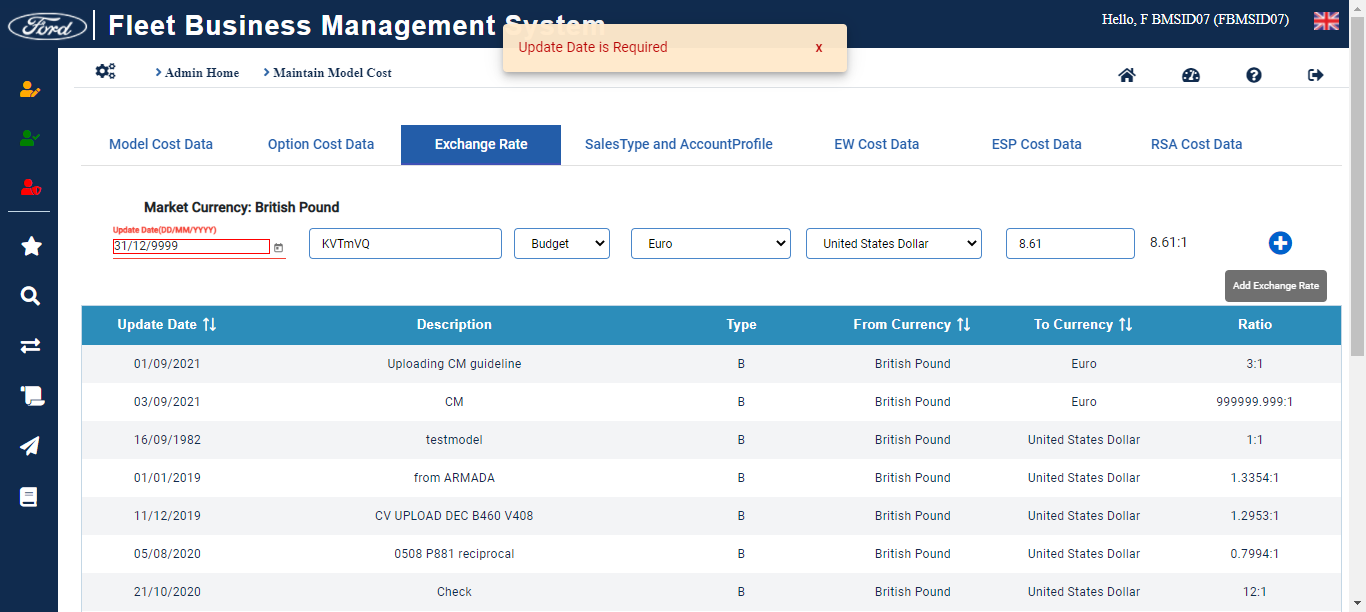 Ford
Fleet Business Management System
Hello, F BMSID07 (FBMSID07)
Update Date is Required
x
Admin Home
Maintain Model Cost
Model Cost Data
Option Cost Data
Exchange Rate
SalesType and AccountProfile
EW Cost Data
ESP Cost Data
RSA Cost Data
Market Currency: British Pound
Update Date(DD/MM/YYYY)
31/12/9999
KVTmVQ
Budget
Euro
United States Dollar
8.61
8.61:1
Add Exchange Rate
Update Date Description Type From Currency To Currency Ratio
01/09/2021 Uploading CM guideline B British Pound Euro 3:1
03/09/2021 CM B British Pound Euro 999999.999:1
16/09/1982 testmodel B British Pound United States Dollar 1:1
01/01/2019 from ARMADA B British Pound United States Dollar 1.3354:1
11/12/2019 CV UPLOAD DEC B460 V408 B British Pound United States Dollar 1.2953:1
05/08/2020 0508 P881 reciprocal B British Pound United States Dollar 0.7994:1
21/10/2020 Check B British Pound United States Dollar 12:1